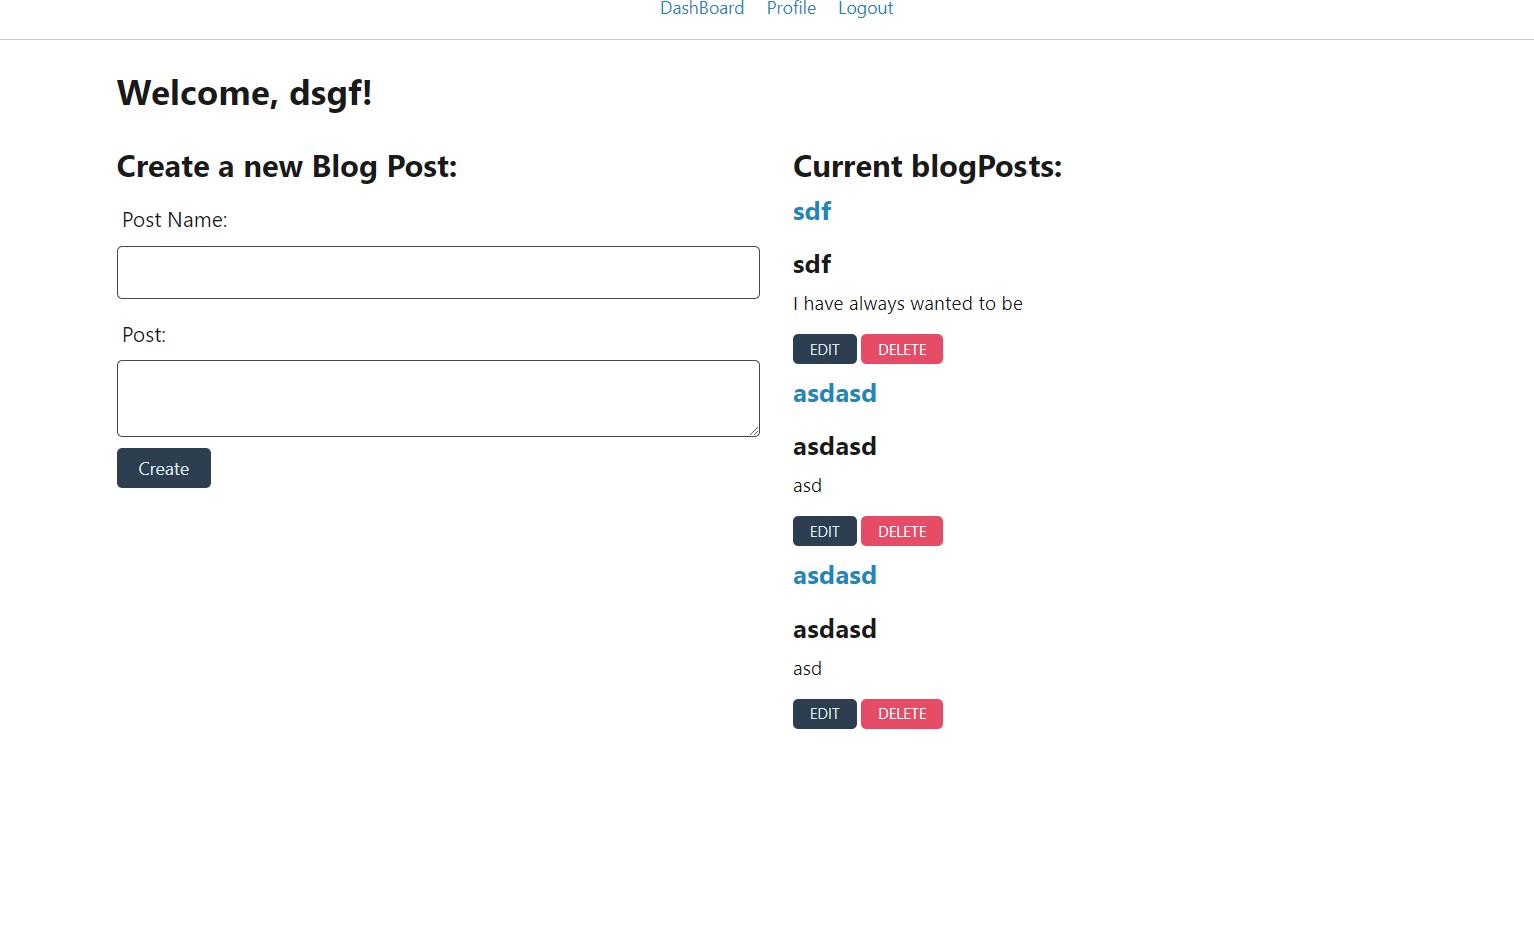 DashBoard Profile Logout
Welcome, dsgf!
Create a new Blog Post:
Post Name:
Post:
Create
Current blogPosts:
sdf
sdf
I have always wanted to be
EDIT DELETE
asdasd
asdasd
asd
EDIT DELETE
asdasd
asdasd
asd
EDIT DELETE